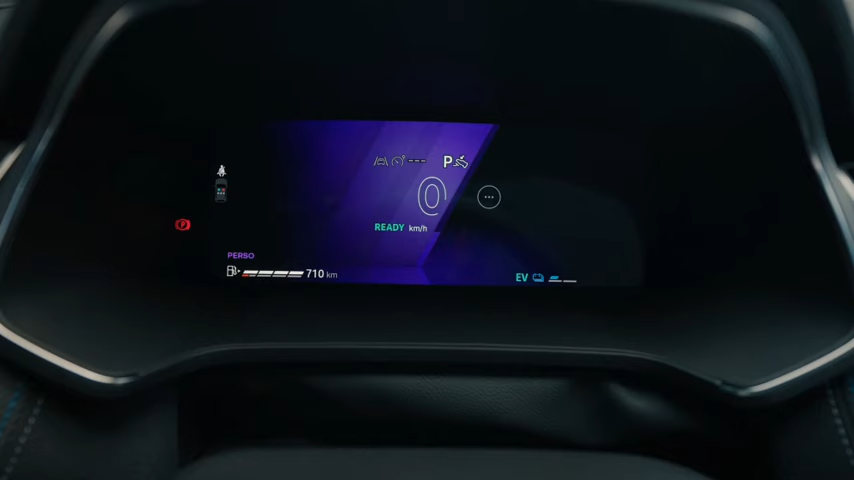 --- P
0
READY km/h
PERSO
710 km
EV